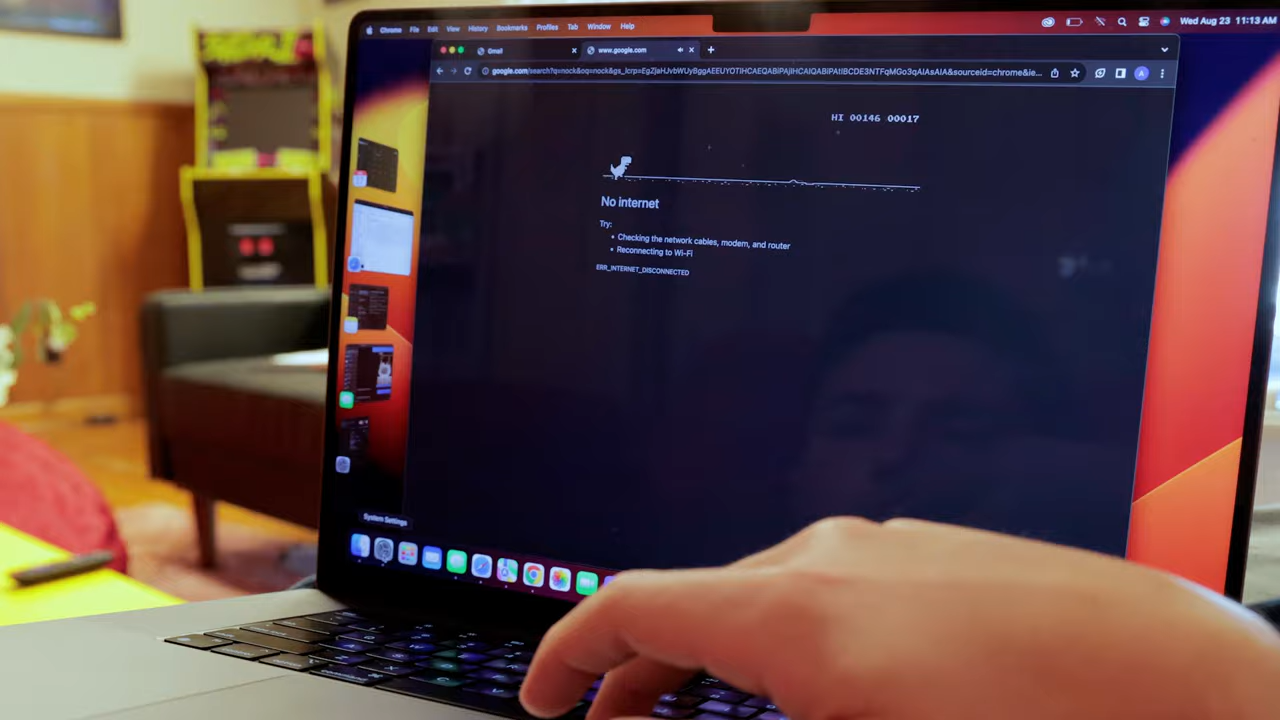 Chrome File Edit View History Bookmarks Profiles Tab Window Help
Wed Aug 23 11:13 AM
Gmail
www.google.com
HI 00146 00017
No internet
Try:
• Checking the network cables, modem, and router
• Reconnecting to Wi-Fi
ERR_INTERNET_DISCONNECTED
System Settings